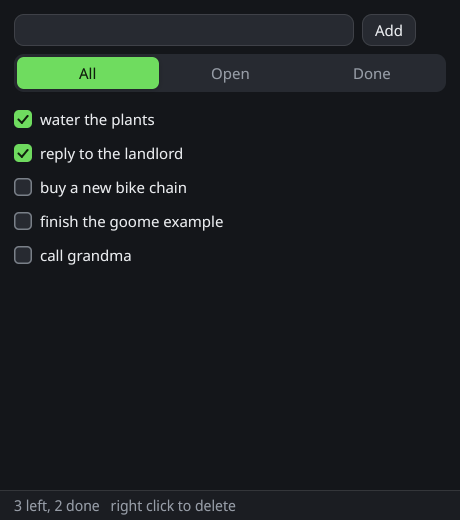 Add
All Open Done
water the plants
reply to the landlord
buy a new bike chain
finish the goome example
call grandma
3 left, 2 done right click to delete